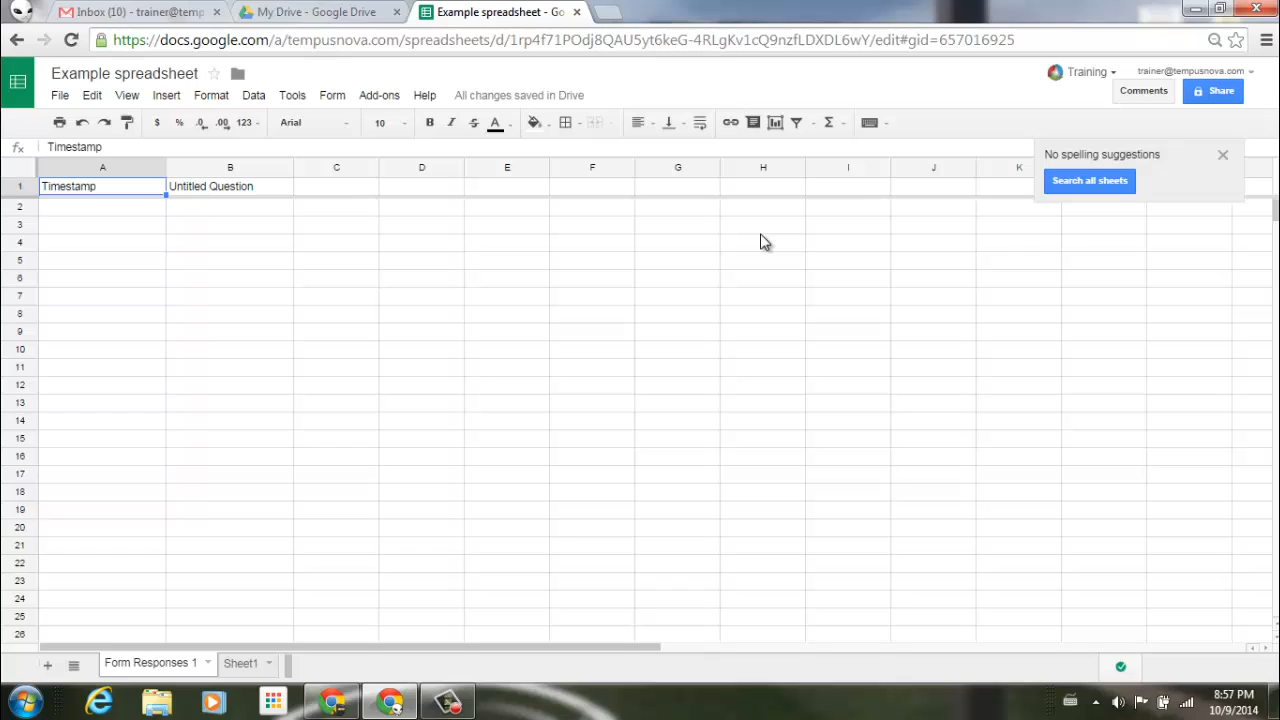 Inbox (10) - trainer@temp
My Drive - Google Drive
Example spreadsheet - Go
https://docs.google.com/a/tempusnova.com/spreadsheets/d/1rp4f71POdj8QAU5yt6keG-4RLgKv1cQ9nzfLDXDL6wY/edit#gid=657016925
Example spreadsheet
Training
trainer@tempusnova.com
File Edit View Insert Format Data Tools Form Add-ons Help All changes saved in Drive
Comments
Share
$ % .0 .00 123 Arial 10 B I S A Σ
fx Timestamp
No spelling suggestions
Search all sheets
A B C D E F G H I J K
1 Timestamp Untitled Question
2
3
4
5
6
7
8
9
10
11
12
13
14
15
16
17
18
19
20
21
22
23
24
25
26
Form Responses 1
Sheet1
8:57 PM
10/9/2014